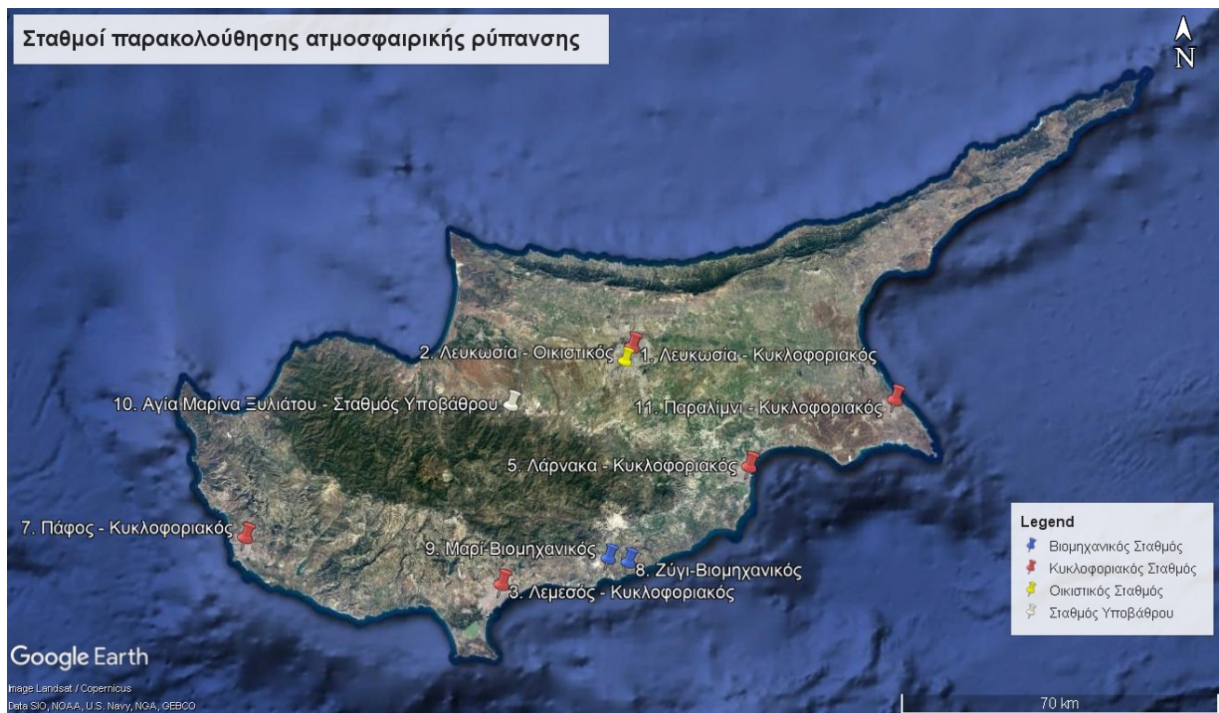 Σταθμοί παρακολούθησης ατμοσφαιρικής ρύπανσης
N
2. Λευκωσία - Οικιστικός
1. Λευκωσία - Κυκλοφοριακός
10. Αγία Μαρίνα Ξυλιάτου - Σταθμός Υποβάθρου
11. Παραλίμνι - Κυκλοφοριακός
5. Λάρνακα - Κυκλοφοριακός
7. Πάφος - Κυκλοφοριακός
9. Μαρί-Βιομηχανικός
8. Ζύγι-Βιομηχανικός
3. Λεμεσός - Κυκλοφοριακός
Legend
Βιομηχανικός Σταθμός
Κυκλοφοριακός Σταθμός
Οικιστικός Σταθμός
Σταθμός Υποβάθρου
Google Earth
Image Landsat / Copernicus
Data SIO, NOAA, U.S. Navy, NGA, GEBCO
70 km